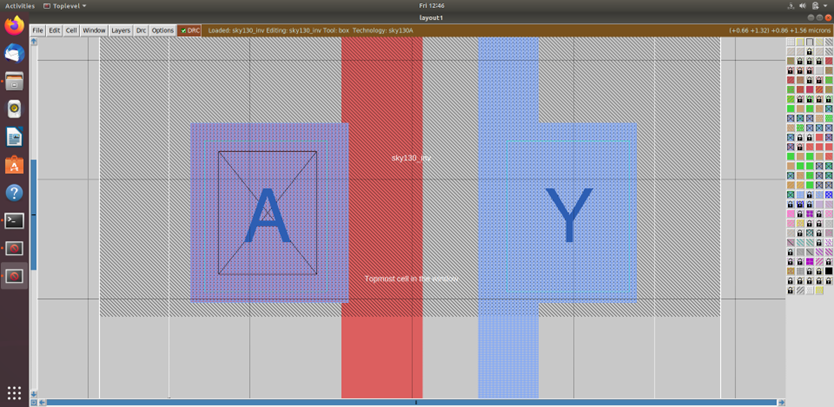 Activities Toplevel Fri 12:46
layout1
File Edit Cell Window Layers Drc Options DRC Loaded: sky130_inv Editing: sky130_inv Tool: box Technology: sky130A (+0.66 +1.32) +0.86 +1.56 microns
sky130_inv
A Y
Topmost cell in the window